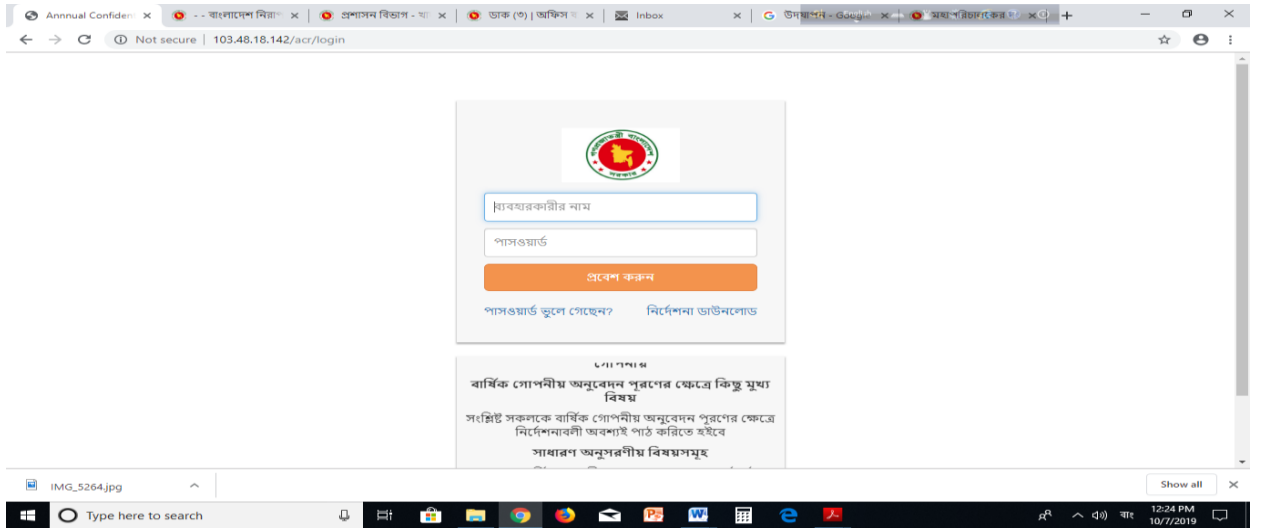 Annnual Confiden
- - বাংলাদেশ নিরা
প্রশাসন বিভাগ - খা
ডাক (৩) | অফিস ব
Inbox
Not secure | 103.48.18.142/acr/login
ব্যবহারকারীর নাম
পাসওয়ার্ড
প্রবেশ করুন
পাসওয়ার্ড ভুলে গেছেন? নির্দেশনা ডাউনলোড
বার্ষিক গোপনীয় অনুবেদন পূরণের ক্ষেত্রে কিছু মুখ্য
বিষয়
সংশ্লিষ্ট সকলকে বার্ষিক গোপনীয় অনুবেদন পূরণের ক্ষেত্রে
নির্দেশনাবলী অবশ্যই পাঠ করিতে হইবে
সাধারণ অনুসরণীয় বিষয়সমূহ
IMG_5264.jpg
Show all
Type here to search
বাং
12:24 PM
10/7/2019